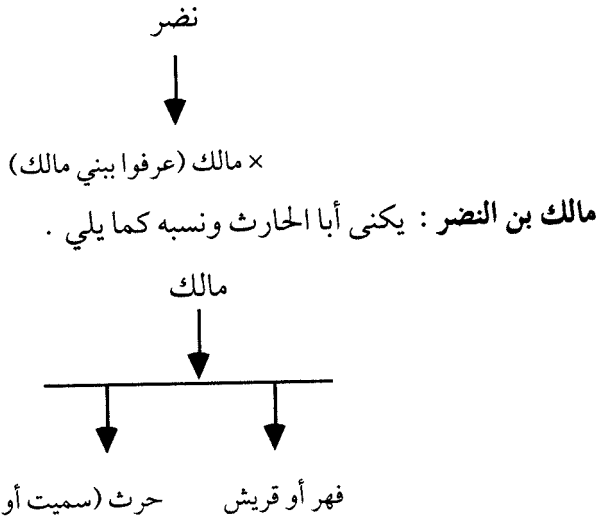 نضر
× مالك (عرفوا ببني مالك)
مالك بن النضر : يكنى أبا الحارث ونسبه كما يلي .
مالك
فهر أو قريش حرث (سميت أو